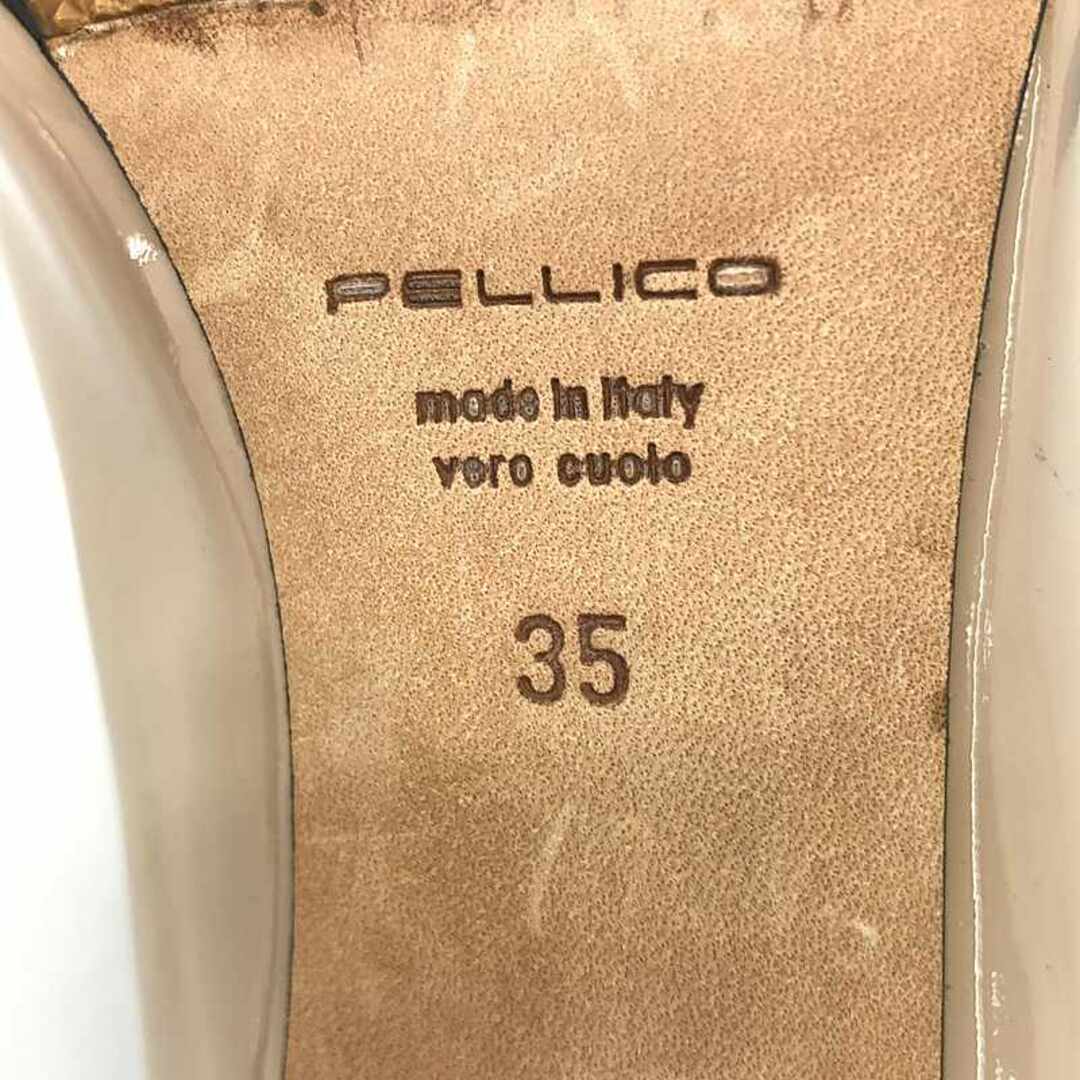 PELLICO
made in Italy
vero cuoio
35